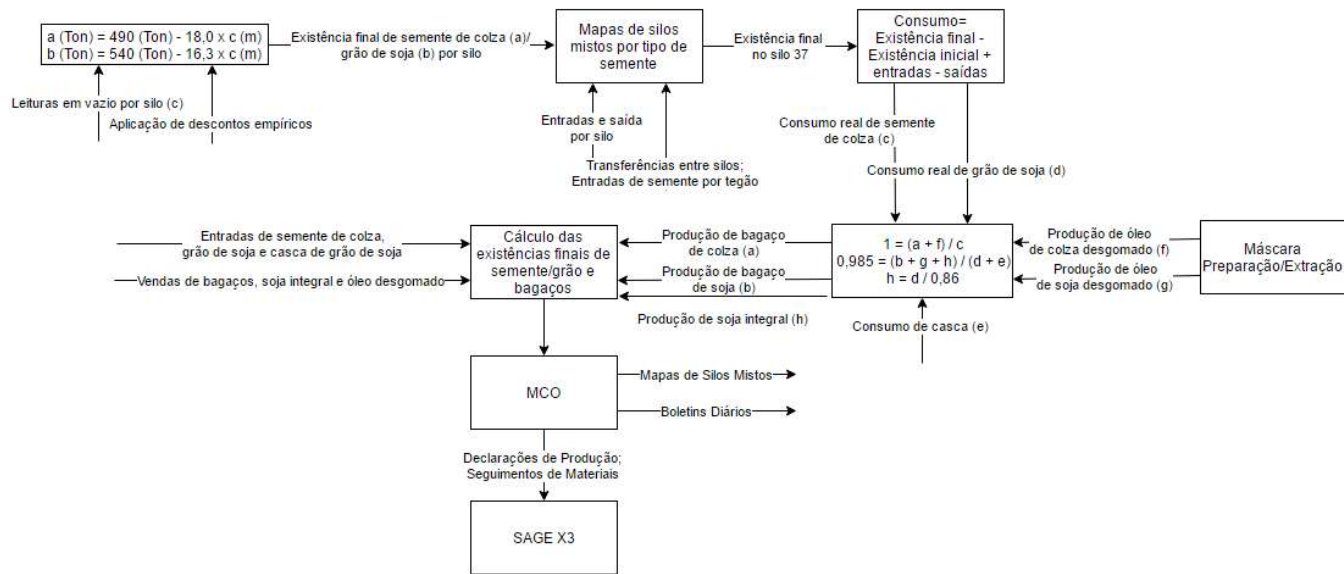 a (Ton) = 490 (Ton) - 18,0 x c (m)
b (Ton) = 540 (Ton) - 16,3 x c (m)
Existência final de semente de colza (a)/
grão de soja (b) por silo
Mapas de silos
mistos por tipo de
semente
Existência final
no silo 37
Consumo=
Existência final -
Existência inicial +
entradas - saídas
Leituras em vazio por silo (c)
Aplicação de descontos empíricos
Entradas e saída
por silo
Transferências entre silos;
Entradas de semente por tegão
Consumo real de semente
de colza (c)
Consumo real de grão de soja (d)
Entradas de semente de colza,
grão de soja e casca de grão de soja
Vendas de bagaços, soja integral e óleo desgomado
Cálculo das
existências finais de
semente/grão e
bagaços
Produção de bagaço
de colza (a)
Produção de bagaço
de soja (b)
Produção de soja integral (h)
1 = (a + f) / c
0,985 = (b + g + h) / (d + e)
h = d / 0,86
Produção de óleo
de colza desgomado (f)
Produção de óleo
de soja desgomado (g)
Máscara
Preparação/Extração
Consumo de casca (e)
MCO
Mapas de Silos Mistos
Boletins Diários
Declarações de Produção;
Seguimentos de Materiais
SAGE X3